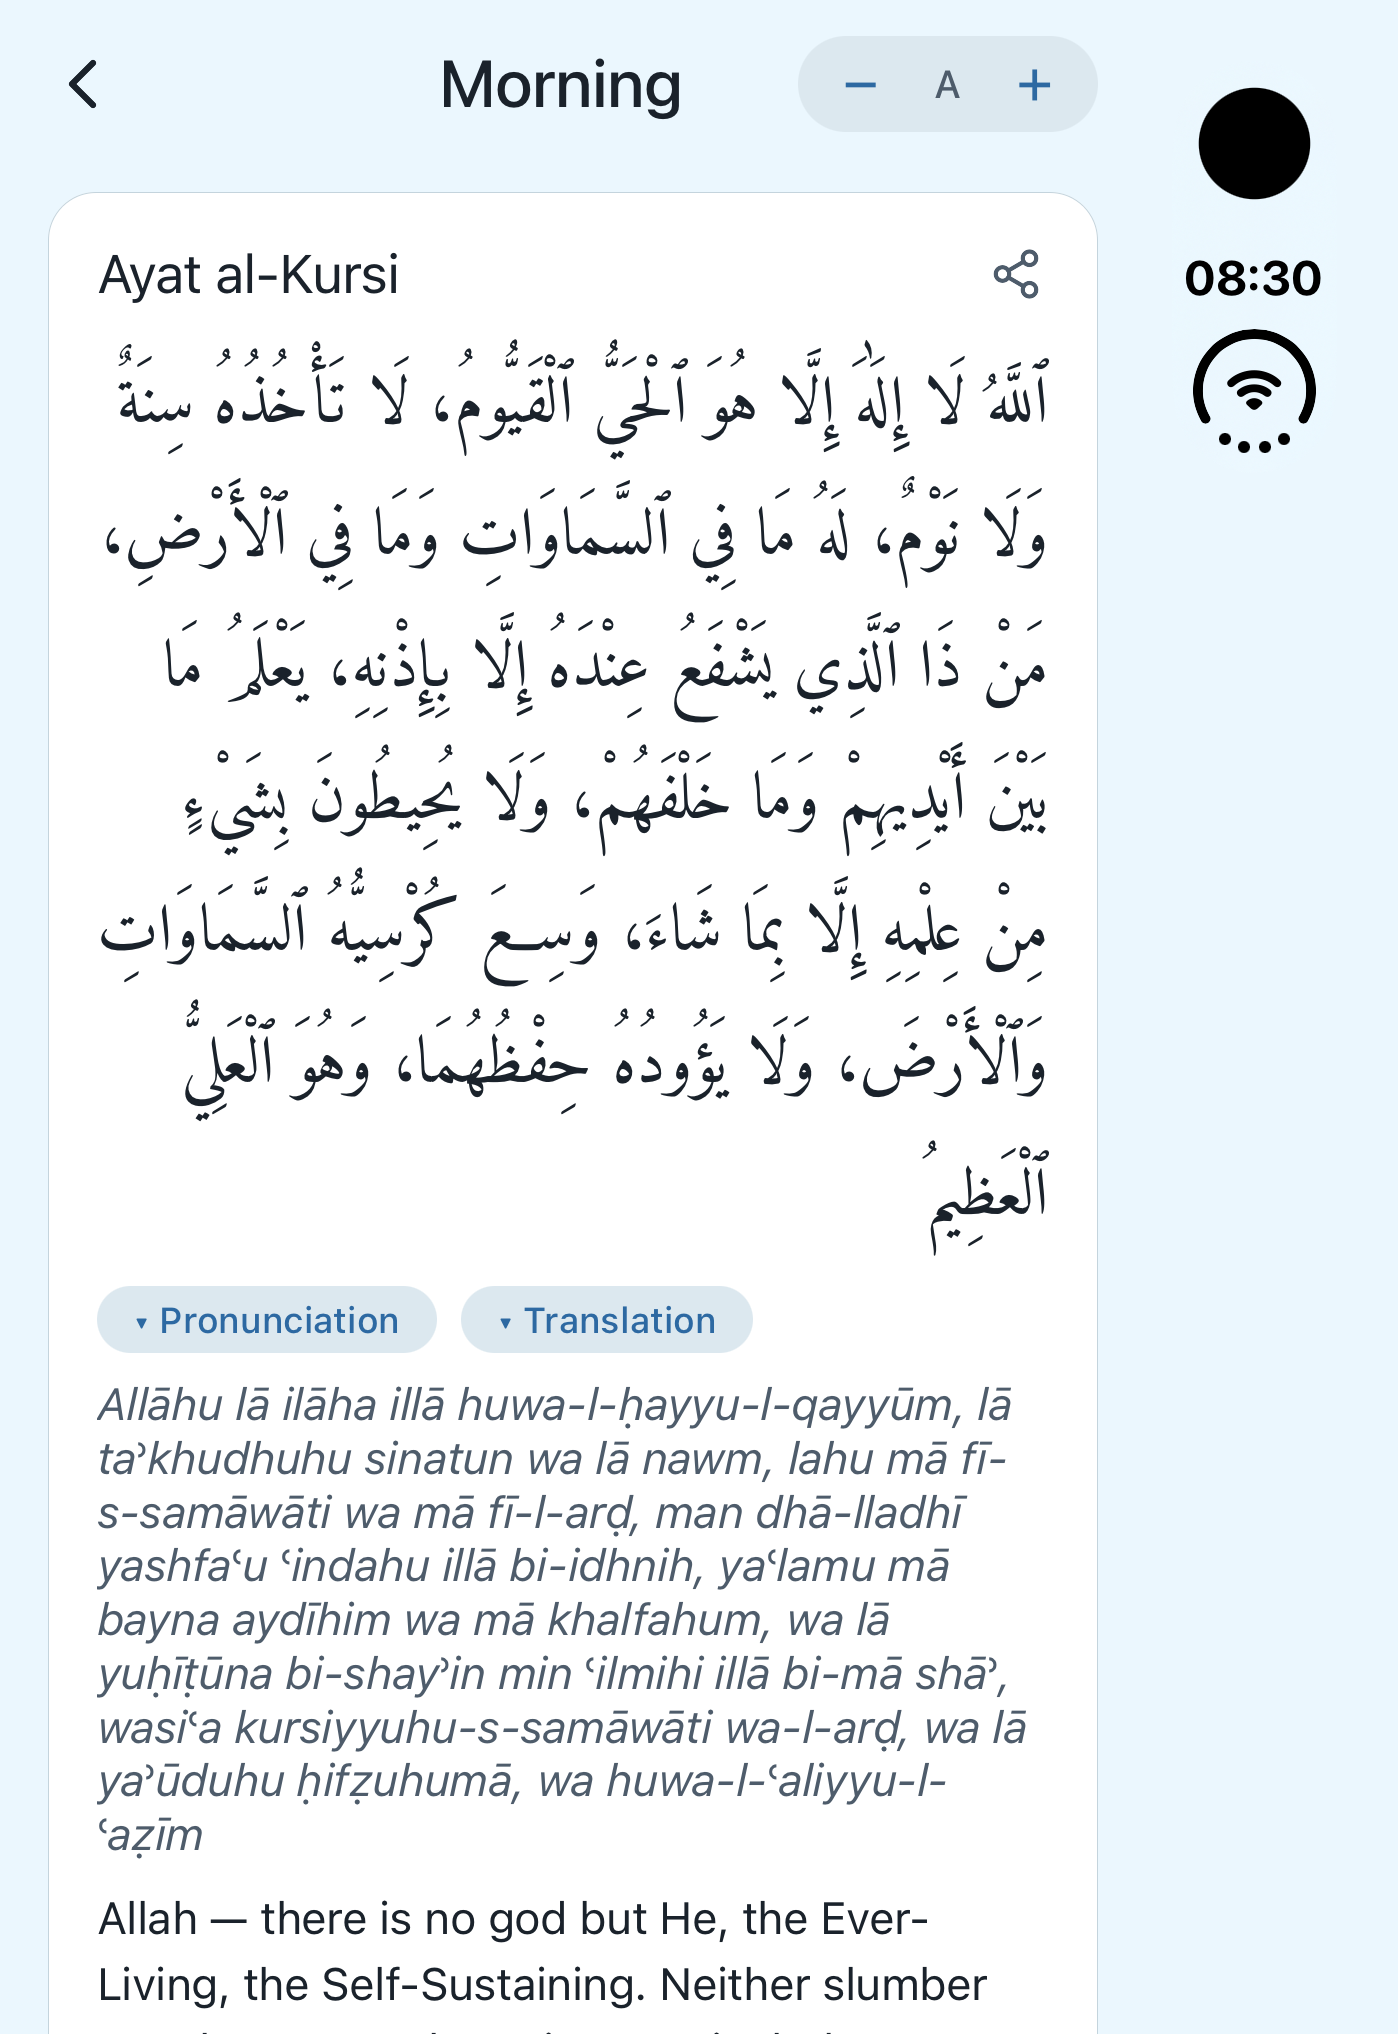 Morning
− A +
08:30
Ayat al-Kursi
ٱللَّهُ لَا إِلَٰهَ إِلَّا هُوَ ٱلْحَيُّ ٱلْقَيُّومُ، لَا تَأْخُذُهُ سِنَةٌ
وَلَا نَوْمٌ، لَهُ مَا فِي ٱلسَّمَاوَاتِ وَمَا فِي ٱلْأَرْضِ،
مَنْ ذَا ٱلَّذِي يَشْفَعُ عِنْدَهُ إِلَّا بِإِذْنِهِ، يَعْلَمُ مَا
بَيْنَ أَيْدِيهِمْ وَمَا خَلْفَهُمْ، وَلَا يُحِيطُونَ بِشَيْءٍ
مِنْ عِلْمِهِ إِلَّا بِمَا شَاءَ، وَسِعَ كُرْسِيُّهُ ٱلسَّمَاوَاتِ
وَٱلْأَرْضَ، وَلَا يَؤُودُهُ حِفْظُهُمَا، وَهُوَ ٱلْعَلِيُّ
ٱلْعَظِيمُ
▾ Pronunciation ▾ Translation
Allāhu lā ilāha illā huwa-l-ḥayyu-l-qayyūm, lā
taʾkhudhuhu sinatun wa lā nawm, lahu mā fī-
s-samāwāti wa mā fī-l-arḍ, man dhā-lladhī
yashfaʿu ʿindahu illā bi-idhnih, yaʿlamu mā
bayna aydīhim wa mā khalfahum, wa lā
yuḥīṭūna bi-shayʾin min ʿilmihi illā bi-mā shāʾ,
wasiʿa kursiyyuhu-s-samāwāti wa-l-arḍ, wa lā
yaʾūduhu ḥifẓuhumā, wa huwa-l-ʿaliyyu-l-
ʿaẓīm
Allah — there is no god but He, the Ever-
Living, the Self-Sustaining. Neither slumber